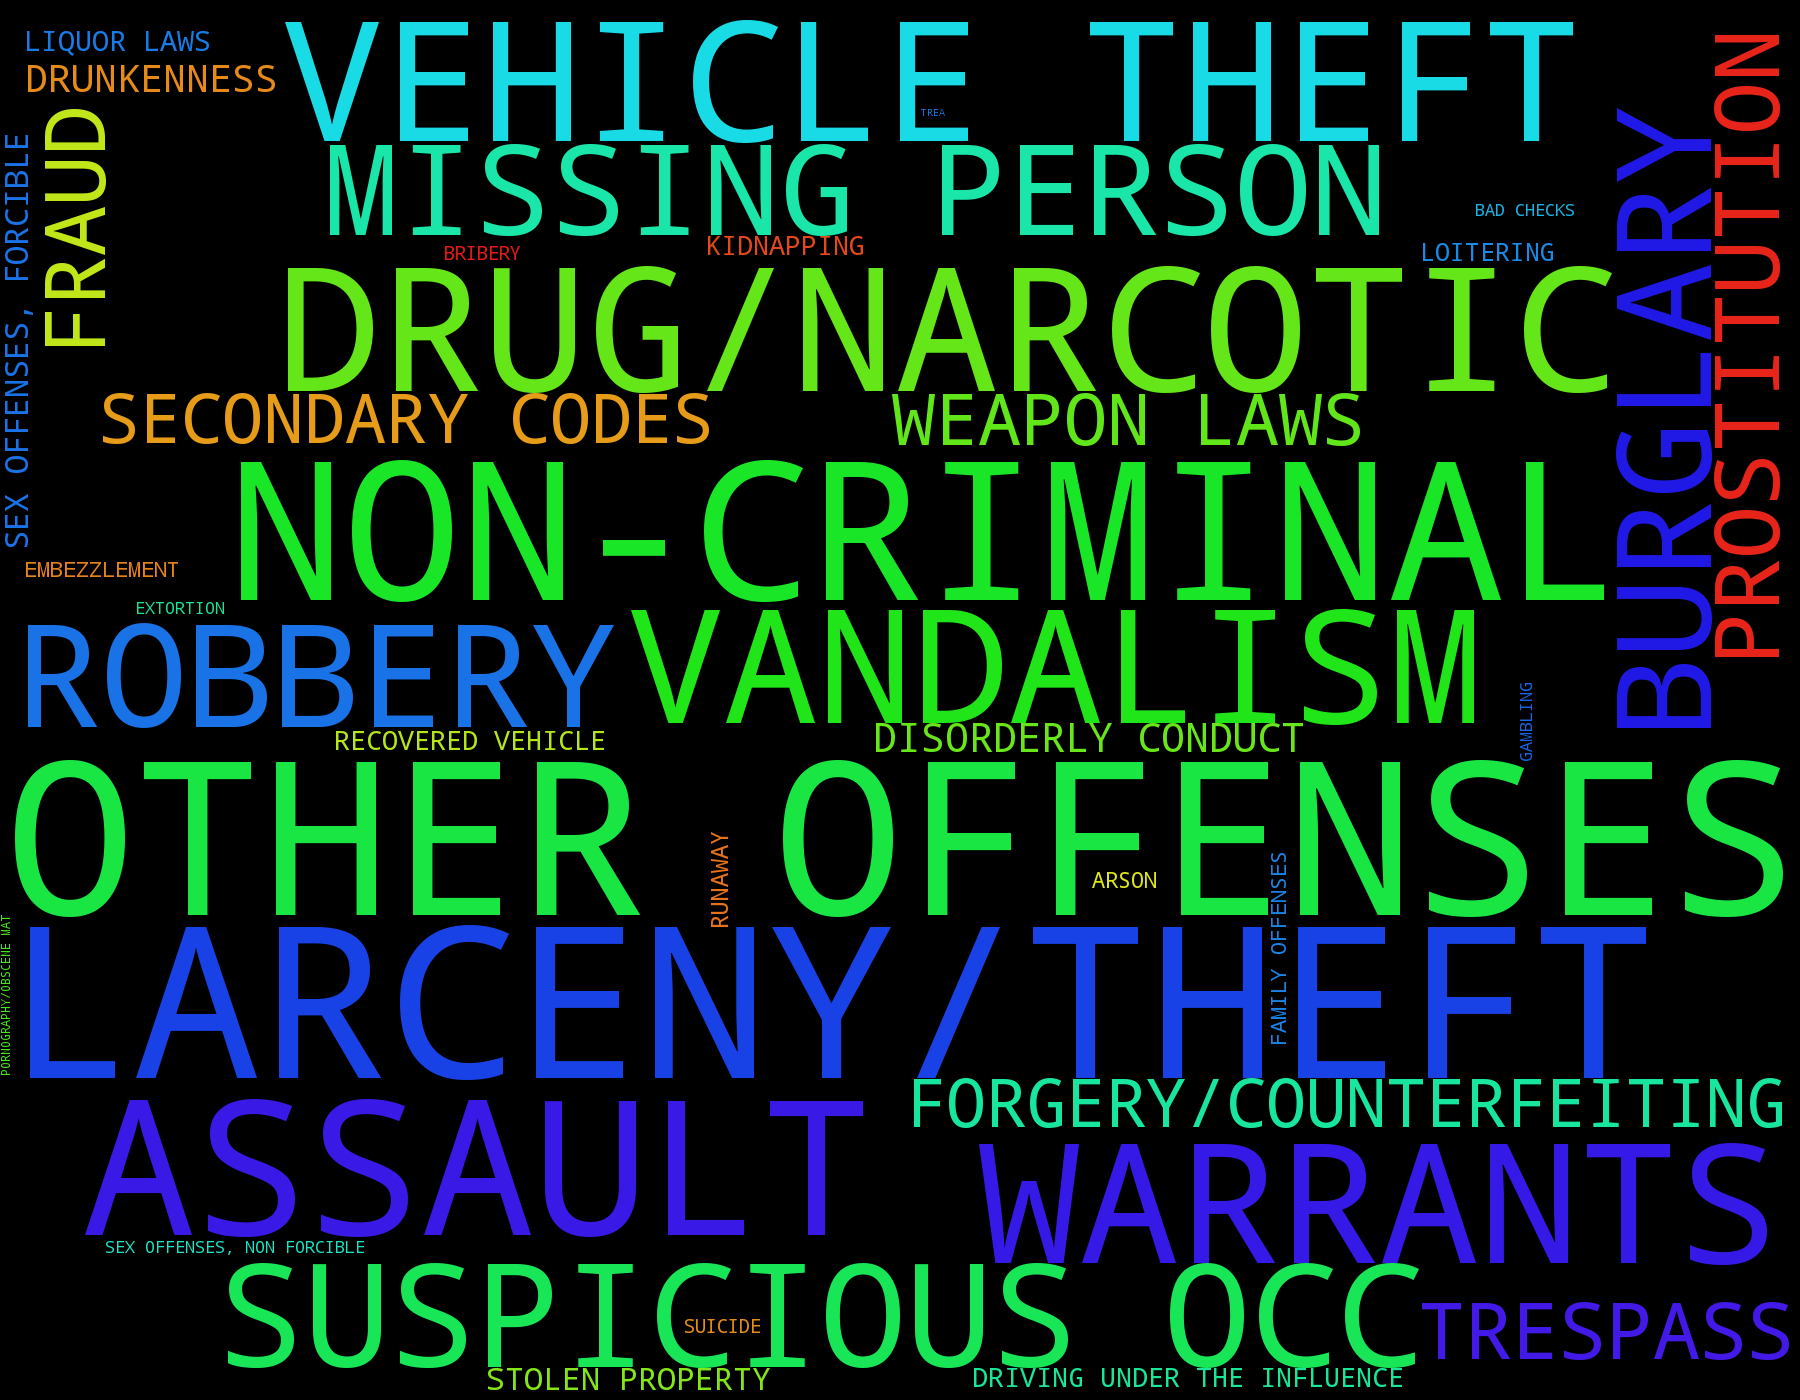 LIQUOR LAWS
DRUNKENNESS
VEHICLE THEFT
TREA
MISSING PERSON
BAD CHECKS
BRIBERY
KIDNAPPING
LOITERING
FRAUD
SEX OFFENSES, FORCIBLE
DRUG/NARCOTIC
BURGLARY
PROSTITUTION
SECONDARY CODES
WEAPON LAWS
NON-CRIMINAL
EMBEZZLEMENT
EXTORTION
ROBBERY
VANDALISM
GAMBLING
RECOVERED VEHICLE
DISORDERLY CONDUCT
OTHER OFFENSES
RUNAWAY
ARSON
FAMILY OFFENSES
PORNOGRAPHY/OBSCENE MAT
LARCENY/THEFT
FORGERY/COUNTERFEITING
ASSAULT
WARRANTS
SEX OFFENSES, NON FORCIBLE
SUSPICIOUS OCC
SUICIDE
TRESPASS
STOLEN PROPERTY
DRIVING UNDER THE INFLUENCE